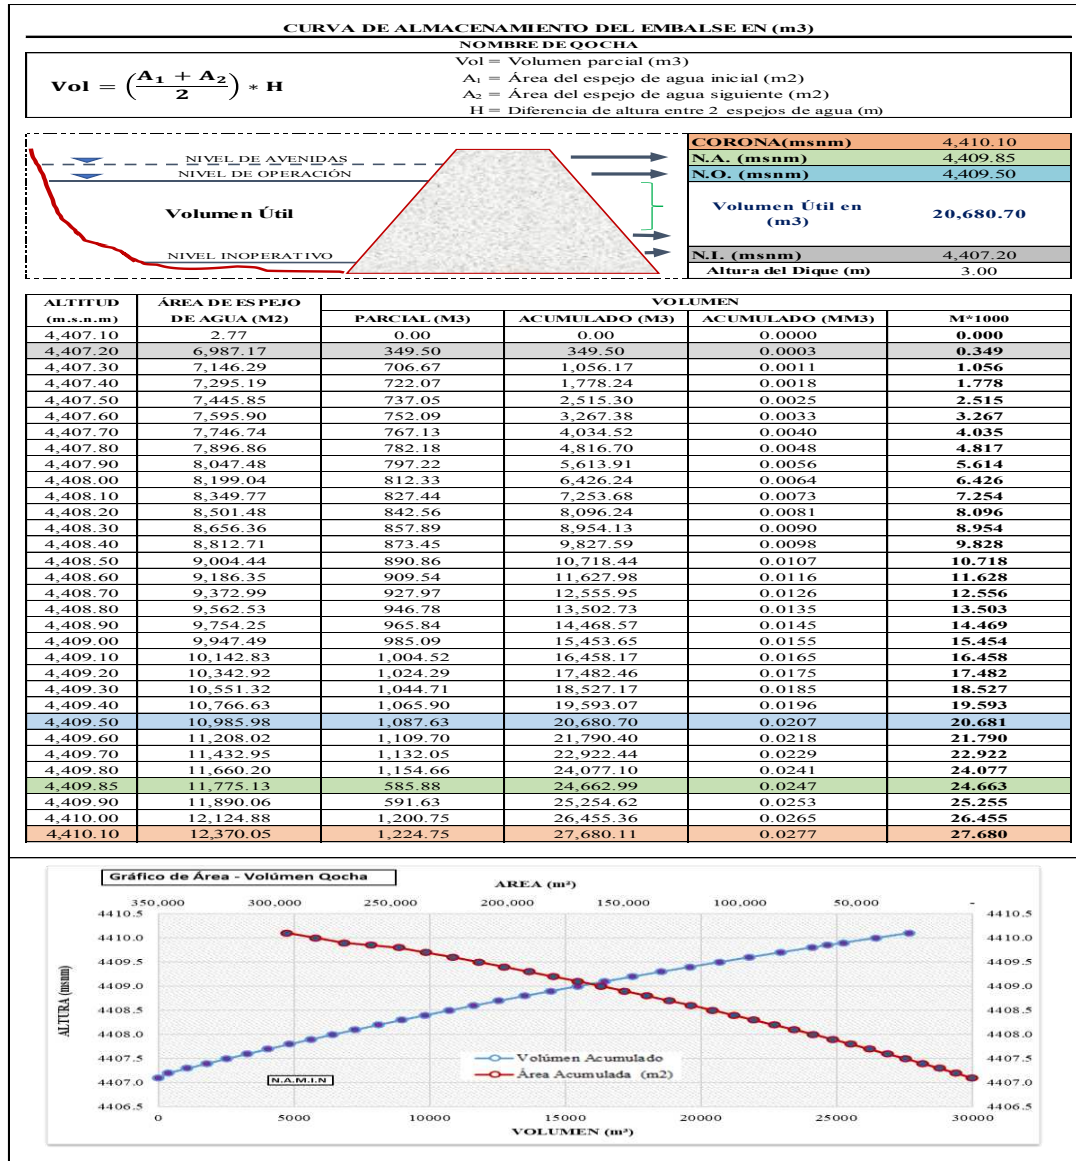 CURVA DE ALMACENAMIENTO DEL EMBALSE EN (m3)
NOMBRE DE QOCHA
Vol = (A₁ + A₂ / 2) * H
Vol = Volumen parcial (m3)
A₁ = Área del espejo de agua inicial (m2)
A₂ = Área del espejo de agua siguiente (m2)
H = Diferencia de altura entre 2 espejos de agua (m)
NIVEL DE AVENIDAS
NIVEL DE OPERACIÓN
Volumen Útil
NIVEL INOPERATIVO
CORONA(msnm) 4,410.10
N.A. (msnm) 4,409.85
N.O. (msnm) 4,409.50
Volumen Útil en (m3) 20,680.70
N.I. (msnm) 4,407.20
Altura del Dique (m) 3.00
ALTITUD ÁREA DE ESPEJO VOLUMEN
(m.s.n.m) DE AGUA (M2) PARCIAL (M3) ACUMULADO (M3) ACUMULADO (MM3) M*1000
4,407.10 2.77 0.00 0.00 0.0000 0.000
4,407.20 6,987.17 349.50 349.50 0.0003 0.349
4,407.30 7,146.29 706.67 1,056.17 0.0011 1.056
4,407.40 7,295.19 722.07 1,778.24 0.0018 1.778
4,407.50 7,445.85 737.05 2,515.30 0.0025 2.515
4,407.60 7,595.90 752.09 3,267.38 0.0033 3.267
4,407.70 7,746.74 767.13 4,034.52 0.0040 4.035
4,407.80 7,896.86 782.18 4,816.70 0.0048 4.817
4,407.90 8,047.48 797.22 5,613.91 0.0056 5.614
4,408.00 8,199.04 812.33 6,426.24 0.0064 6.426
4,408.10 8,349.77 827.44 7,253.68 0.0073 7.254
4,408.20 8,501.48 842.56 8,096.24 0.0081 8.096
4,408.30 8,656.36 857.89 8,954.13 0.0090 8.954
4,408.40 8,812.71 873.45 9,827.59 0.0098 9.828
4,408.50 9,004.44 890.86 10,718.44 0.0107 10.718
4,408.60 9,186.35 909.54 11,627.98 0.0116 11.628
4,408.70 9,372.99 927.97 12,555.95 0.0126 12.556
4,408.80 9,562.53 946.78 13,502.73 0.0135 13.503
4,408.90 9,754.25 965.84 14,468.57 0.0145 14.469
4,409.00 9,947.49 985.09 15,453.65 0.0155 15.454
4,409.10 10,142.83 1,004.52 16,458.17 0.0165 16.458
4,409.20 10,342.92 1,024.29 17,482.46 0.0175 17.482
4,409.30 10,551.32 1,044.71 18,527.17 0.0185 18.527
4,409.40 10,766.63 1,065.90 19,593.07 0.0196 19.593
4,409.50 10,985.98 1,087.63 20,680.70 0.0207 20.681
4,409.60 11,208.02 1,109.70 21,790.40 0.0218 21.790
4,409.70 11,432.95 1,132.05 22,922.44 0.0229 22.922
4,409.80 11,660.20 1,154.66 24,077.10 0.0241 24.077
4,409.85 11,775.13 585.88 24,662.99 0.0247 24.663
4,409.90 11,890.06 591.63 25,254.62 0.0253 25.255
4,410.00 12,124.88 1,200.75 26,455.36 0.0265 26.455
4,410.10 12,370.05 1,224.75 27,680.11 0.0277 27.680
Gráfico de Área - Volúmen Qocha
AREA (m²)
350,000 300,000 250,000 200,000 150,000 100,000 50,000 -
4410.5 4410.5
4410.0 4410.0
4409.5 4409.5
4409.0 4409.0
4408.5 4408.5
4408.0 4408.0
4407.5 4407.5
4407.0 4407.0
4406.5 4406.5
ALTURA (msnm)
Volúmen Acumulado
Área Acumulada (m2)
N.A.M.I.N
0 5000 10000 15000 20000 25000 30000
VOLUMEN (m³)